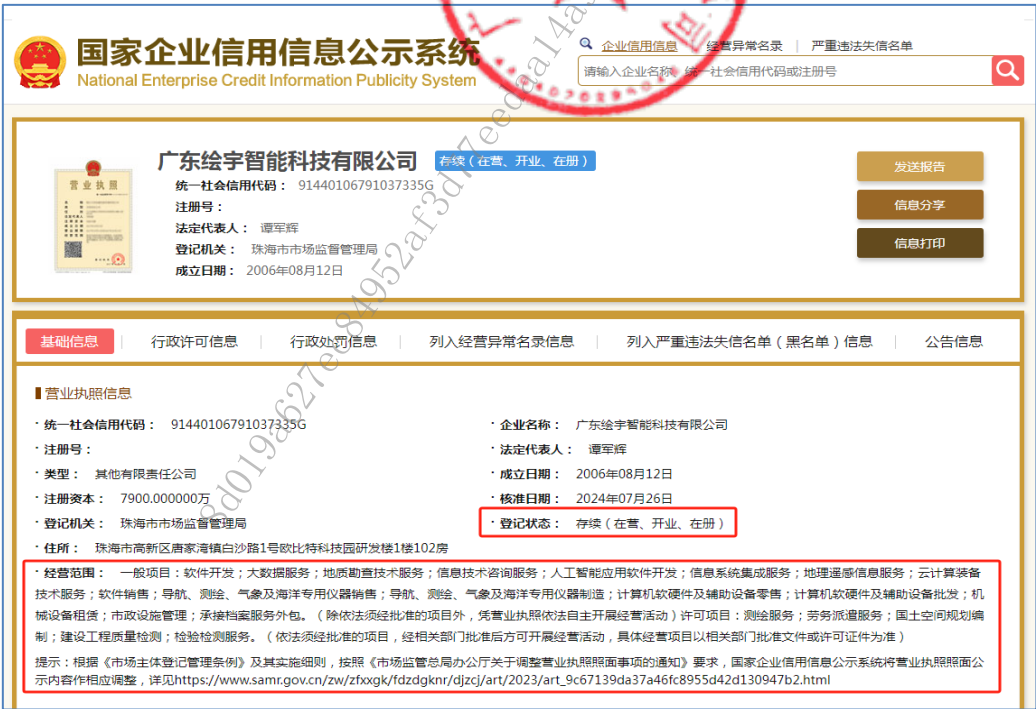 国家企业信用信息公示系统
National Enterprise Credit Information Publicity System
企业信用信息 经营异常名录 严重违法失信名单
请输入企业名称、统一社会信用代码或注册号
广东绘宇智能科技有限公司 存续(在营、开业、在册)
统一社会信用代码: 91440106791037335G
注册号:
法定代表人: 谭军辉
登记机关: 珠海市市场监督管理局
成立日期: 2006年08月12日
营业执照
发送报告
信息分享
信息打印
基础信息 行政许可信息 行政处罚信息 列入经营异常名录信息 列入严重违法失信名单(黑名单)信息 公告信息
营业执照信息
· 统一社会信用代码: 91440106791037335G · 企业名称: 广东绘宇智能科技有限公司
· 注册号: · 法定代表人: 谭军辉
· 类型: 其他有限责任公司 · 成立日期: 2006年08月12日
· 注册资本: 7900.000000万 · 核准日期: 2024年07月26日
· 登记机关: 珠海市市场监督管理局 · 登记状态: 存续(在营、开业、在册)
· 住所: 珠海市高新区唐家湾镇白沙路1号欧比特科技园研发楼1楼102房
· 经营范围: 一般项目:软件开发;大数据服务;地质勘查技术服务;信息技术咨询服务;人工智能应用软件开发;信息系统集成服务;地理遥感信息服务;云计算装备
技术服务;软件销售;导航、测绘、气象及海洋专用仪器销售;导航、测绘、气象及海洋专用仪器制造;计算机软硬件及辅助设备零售;计算机软硬件及辅助设备批发;机
械设备租赁;市政设施管理;承接档案服务外包。(除依法须经批准的项目外,凭营业执照依法自主开展经营活动)许可项目:测绘服务;劳务派遣服务;国土空间规划编
制;建设工程质量检测;检验检测服务。(依法须经批准的项目,经相关部门批准后方可开展经营活动,具体经营项目以相关部门批准文件或许可证件为准)
提示:根据《市场主体登记管理条例》及其实施细则,按照《市场监管总局办公厅关于调整营业执照照面事项的通知》要求,国家企业信用信息公示系统将营业执照照面公
示内容作相应调整,详见https://www.samr.gov.cn/zw/zfxxgk/fdzdgknr/djzcj/art/2023/art_9c67139da37a46fc8955d42d130947b2.html